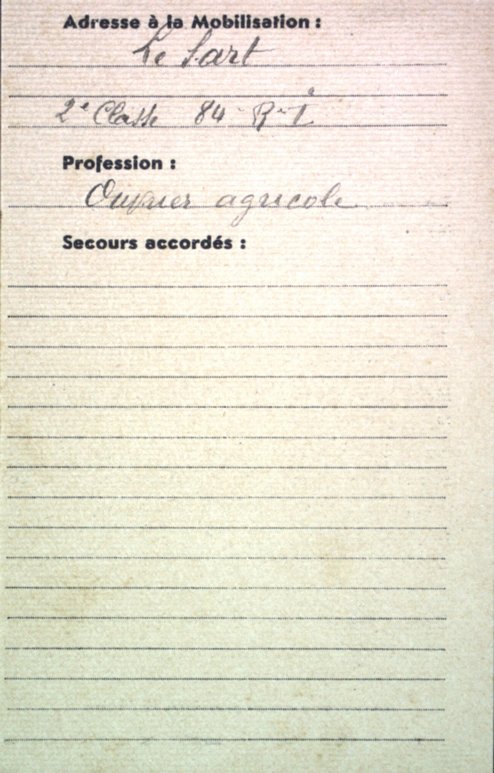 Adresse à la Mobilisation :
Le Sart
2e Classe 84 R.I
Profession :
Ouvrier agricole
Secours accordés :